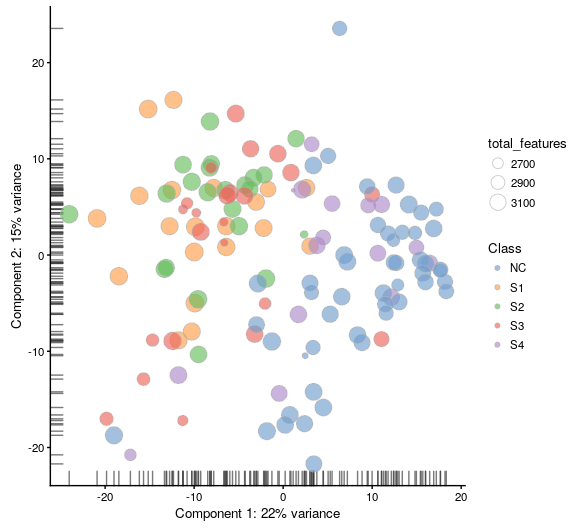 20
10
0
-10
-20
Component 2: 15% variance
-20
-10
0
10
20
Component 1: 22% variance
total_features
2700
2900
3100
Class
NC
S1
S2
S3
S4